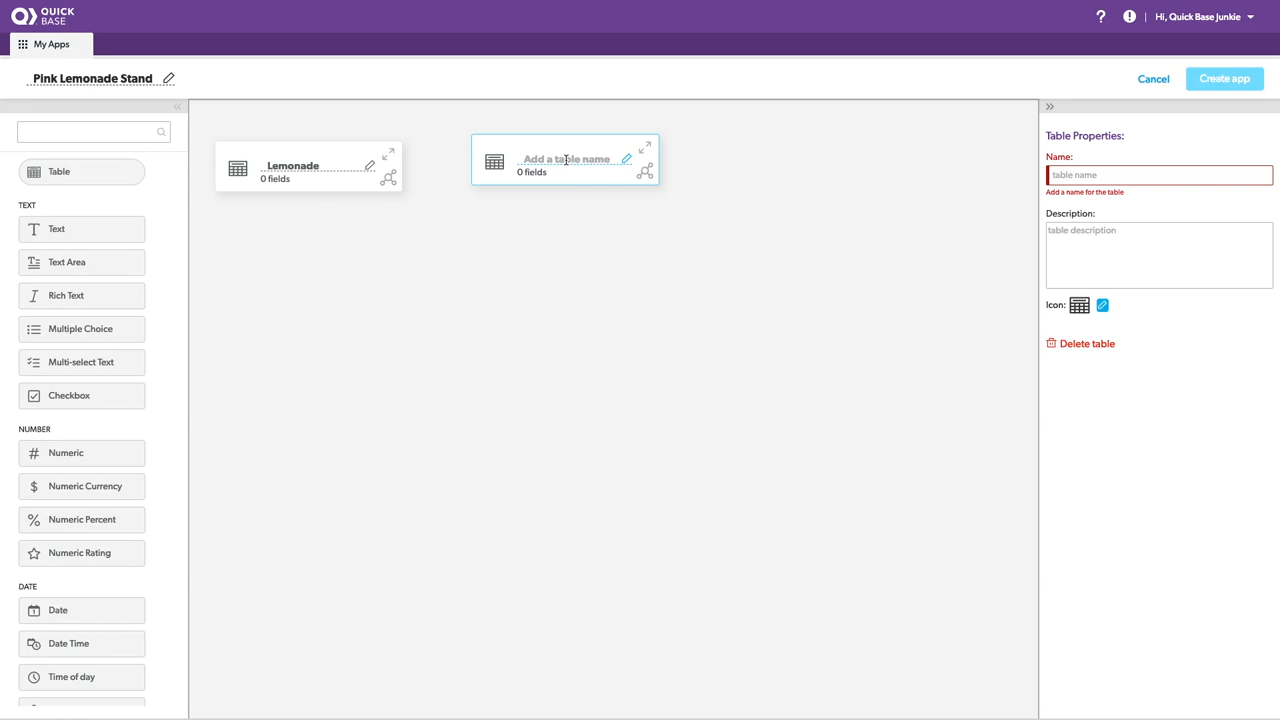 QUICK
BASE
? ! Hi, Quick Base Junkie
My Apps
Pink Lemonade Stand
Cancel
Create app
Table
TEXT
Text
Text Area
Rich Text
Multiple Choice
Multi-select Text
Checkbox
NUMBER
Numeric
Numeric Currency
Numeric Percent
Numeric Rating
DATE
Date
Date Time
Time of day
Lemonade
0 fields
Add a table name
0 fields
Table Properties:
Name:
table name
Add a name for the table
Description:
table description
Icon:
Delete table